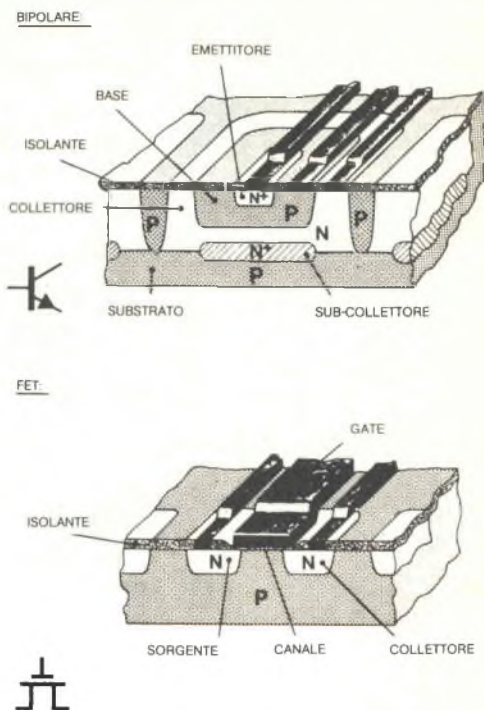 BIPOLARE:
EMETTITORE
BASE
ISOLANTE
COLLETTORE
P
N+
P
N
P
N+
P
SUBSTRATO
SUB-COLLETTORE
FET:
GATE
ISOLANTE
N
N
P
SORGENTE
CANALE
COLLETTORE